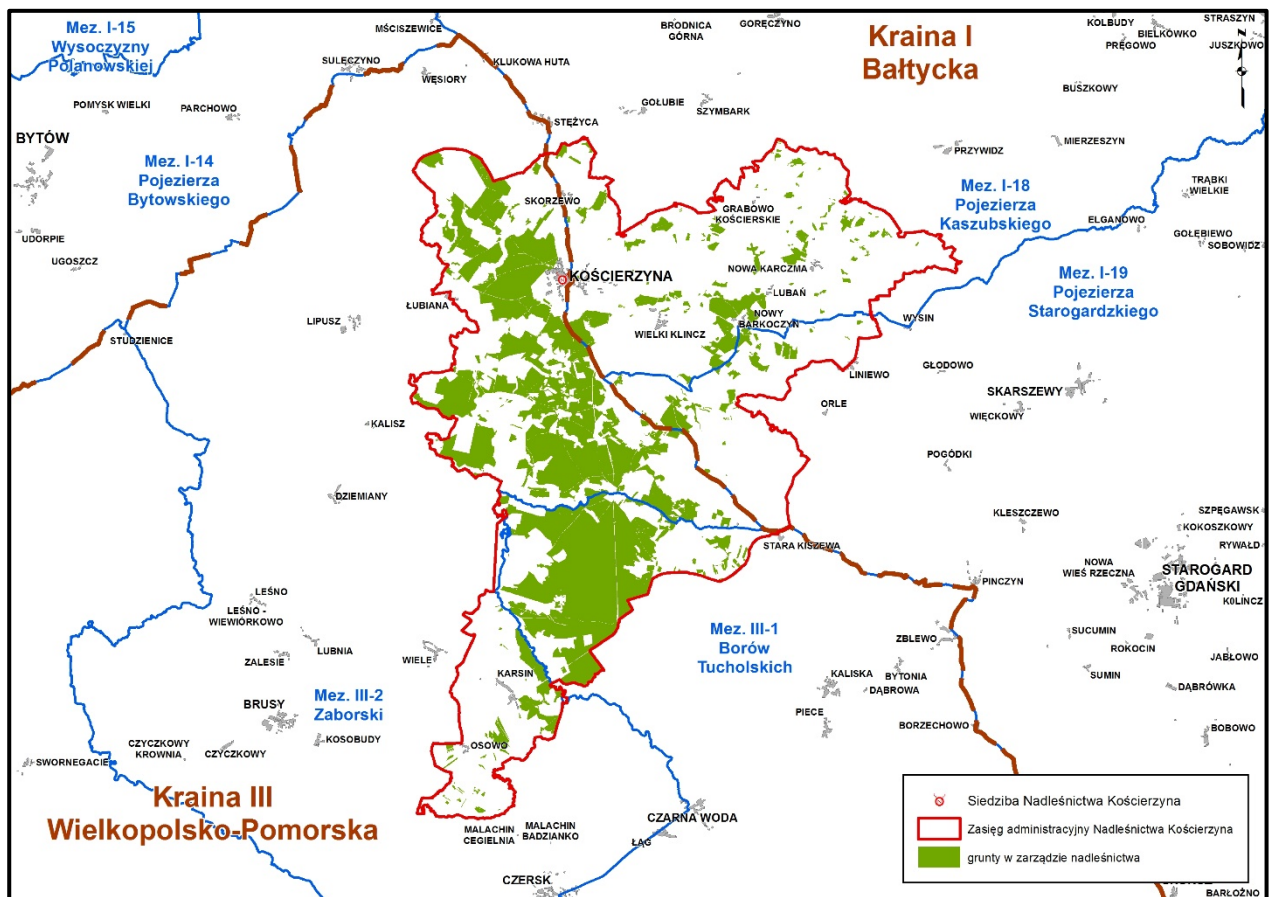 Mez. I-15
Wysoczyzny
Polanowskiej
MŚCISZEWICE
BRODNICA
GÓRNA
GORĘCZYNO
Kraina I
Bałtycka
KOLBUDY
BIELKÓWKO
PRĘGOWO
STRASZYN
JUSZKOWO
N
SULĘCZYNO
KLUKOWA HUTA
WĘSIORY
BUSZKOWY
POMYSK WIELKI
PARCHOWO
GOŁUBIE
SZYMBARK
STĘŻYCA
BYTÓW
MIERZESZYN
PRZYWIDZ
Mez. I-14
Pojezierza
Bytowskiego
Mez. I-18
Pojezierza
Kaszubskiego
TRĄBKI
WIELKIE
SKORZEWO
GRABOWO
KOŚCIERSKIE
ELGANOWO
UDORPIE
GOŁĘBIEWO
SOBOWIDZ
UGOSZCZ
KOŚCIERZYNA
NOWA KARCZMA
Mez. I-19
Pojezierza
Starogardzkiego
LUBAŃ
ŁUBIANA
LIPUSZ
NOWY
BARKOCZYN
WYSIN
WIELKI KLINCZ
STUDZIENICE
LINIEWO
GŁODOWO
SKARSZEWY
ORLE
WIĘCKOWY
KALISZ
POGÓDKI
DZIEMIANY
KLESZCZEWO
SZPĘGAWSK
KOKOSZKOWY
RYWAŁD
STARA KISZEWA
NOWA
WIEŚ RZECZNA
STAROGARD
GDAŃSKI
PINCZYN
KOLINCZ
LEŚNO
LEŚNO -
WIEWIÓRKOWO
Mez. III-1
Borów
Tucholskich
ZBLEWO
SUCUMIN
ROKOCIN
LUBNIA
ZALESIE
WIELE
JABŁOWO
KARSIN
KALISKA
BYTONIA
DĄBROWA
SUMIN
DĄBRÓWKA
Mez. III-2
Zaborski
BRUSY
PIECE
BORZECHOWO
BOBOWO
KOSOBUDY
CZYCZKOWY
KROWNIA
CZYCZKOWY
OSOWO
SWORNEGACIE
Kraina III
Wielkopolsko-Pomorska
MALACHIN
CEGIELNIA
MALACHIN
BADZIANKO
CZARNA WODA
ŁĄG
CZERSK
Siedziba Nadleśnictwa Kościerzyna
Zasięg administracyjny Nadleśnictwa Kościerzyna
grunty w zarządzie nadleśnictwa
BARŁOŻNO